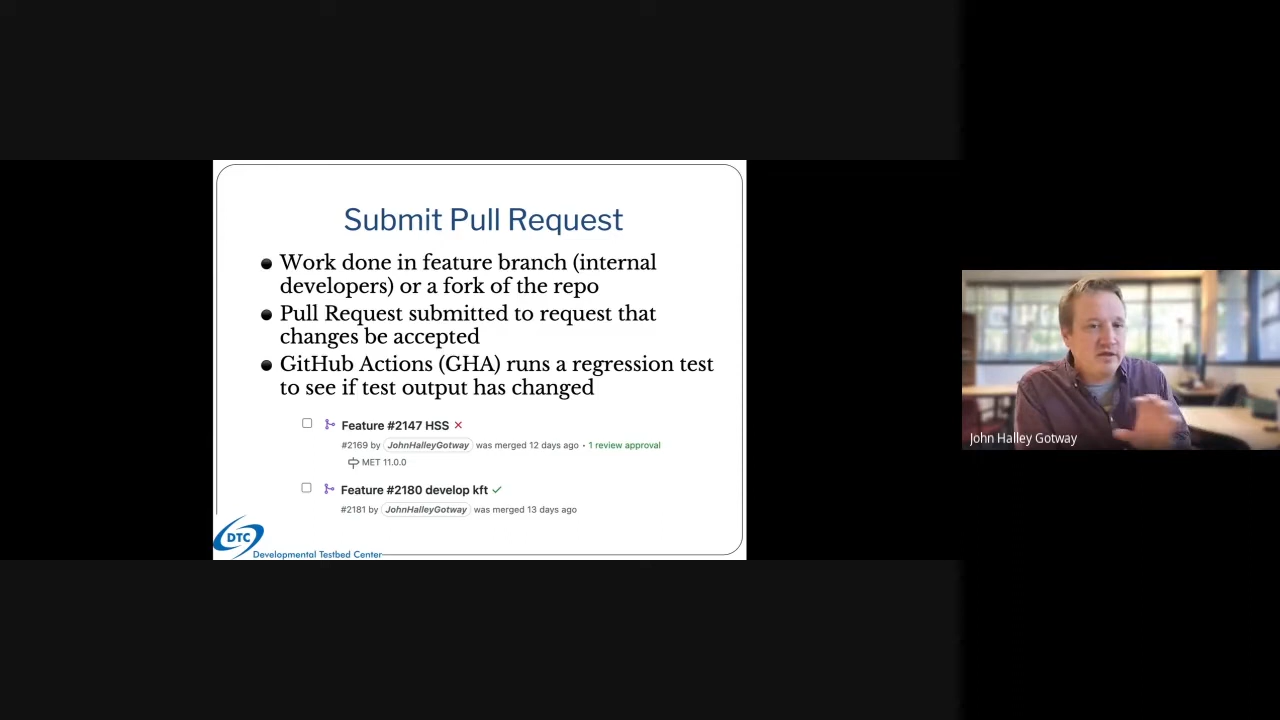 Submit Pull Request
Work done in feature branch (internal
developers) or a fork of the repo
Pull Request submitted to request that
changes be accepted
GitHub Actions (GHA) runs a regression test
to see if test output has changed
Feature #2147 HSS
#2169 by JohnHalleyGotway was merged 12 days ago • 1 review approval
MET 11.0.0
Feature #2180 develop kft
#2181 by JohnHalleyGotway was merged 13 days ago
DTC
Developmental Testbed Center
John Halley Gotway